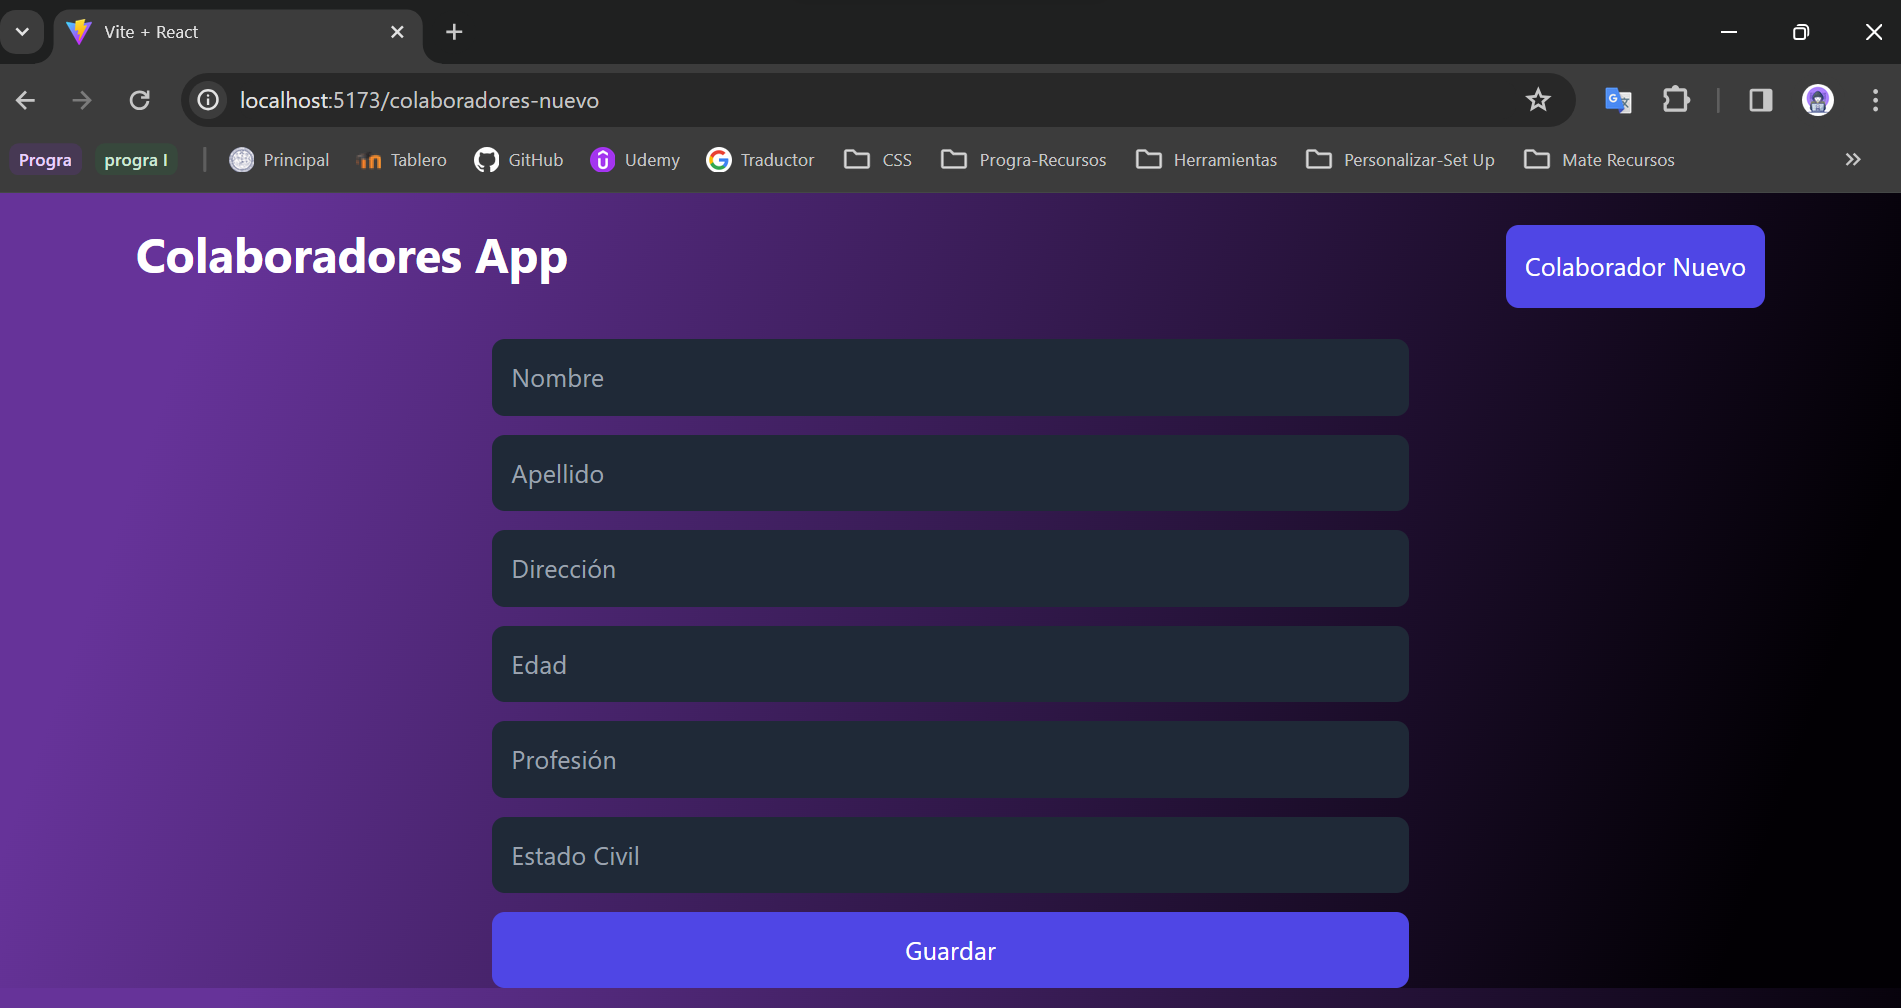 Vite + React
localhost:5173/colaboradores-nuevo
Progra progra I Principal Tablero GitHub Udemy Traductor CSS Progra-Recursos Herramientas Personalizar-Set Up Mate Recursos
Colaboradores App
Colaborador Nuevo
Nombre
Apellido
Dirección
Edad
Profesión
Estado Civil
Guardar